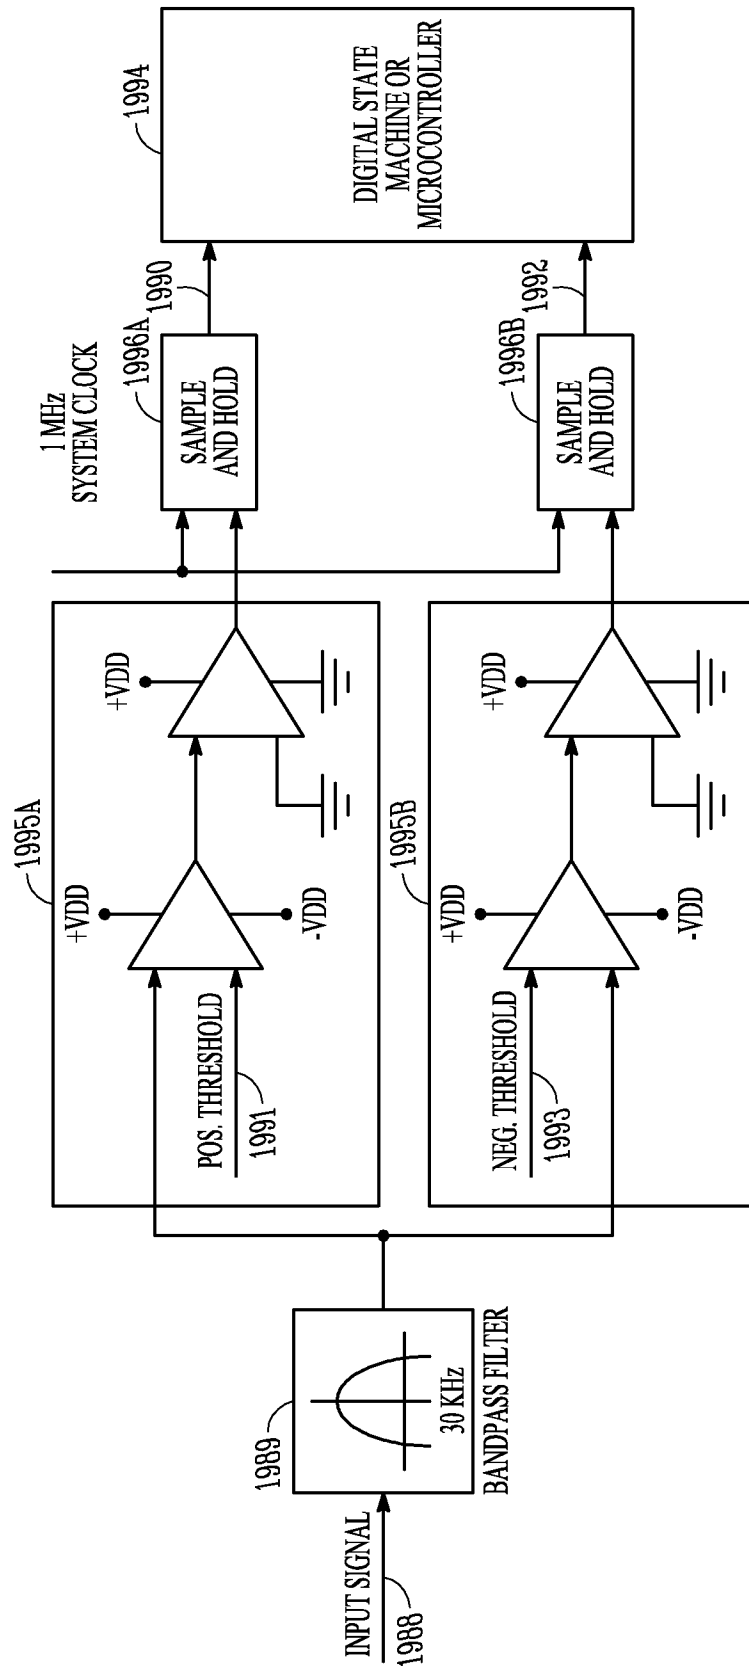 INPUT SIGNAL
1988
1989
30 KHz
BANDPASS FILTER
1995A
+VDD
-VDD
POS. THRESHOLD
1991
+VDD
1995B
+VDD
-VDD
NEG. THRESHOLD
1993
+VDD
1 MHz
SYSTEM CLOCK
1996A
SAMPLE
AND HOLD
1990
1996B
SAMPLE
AND HOLD
1992
1994
DIGITAL STATE
MACHINE OR
MICROCONTROLLER